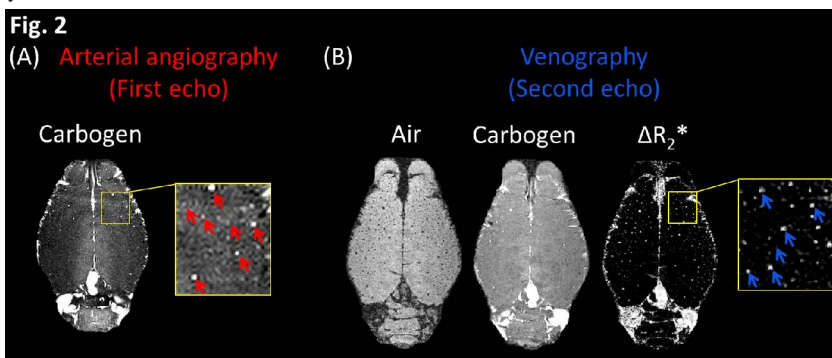 Fig. 2
(A) Arterial angiography
(First echo)
Carbogen
(B) Venography
(Second echo)
Air Carbogen ΔR₂*